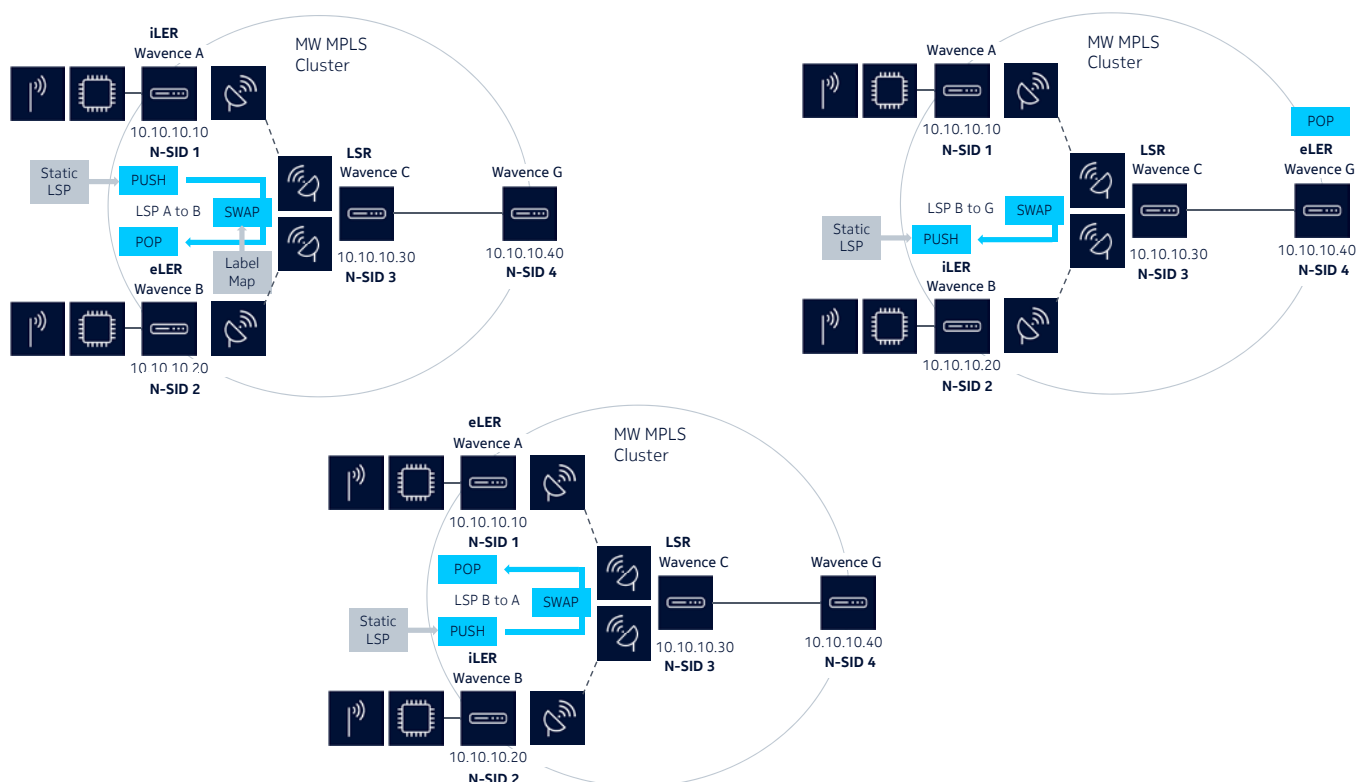 iLER
Wavence A
MW MPLS
Cluster
10.10.10.10
N-SID 1
Static
LSP
PUSH
LSP A to B
SWAP
POP
Label
Map
LSR
Wavence C
10.10.10.30
N-SID 3
Wavence G
10.10.10.40
N-SID 4
eLER
Wavence B
10.10.10.20
N-SID 2
Wavence A
MW MPLS
Cluster
10.10.10.10
N-SID 1
POP
eLER
Wavence G
LSR
Wavence C
LSP B to G
SWAP
Static
LSP
PUSH
10.10.10.30
N-SID 3
10.10.10.40
N-SID 4
iLER
Wavence B
10.10.10.20
N-SID 2
eLER
Wavence A
MW MPLS
Cluster
10.10.10.10
N-SID 1
LSR
Wavence C
Wavence G
POP
LSP B to A
SWAP
Static
LSP
PUSH
10.10.10.30
N-SID 3
10.10.10.40
N-SID 4
iLER
Wavence B
10.10.10.20
N-SID 2